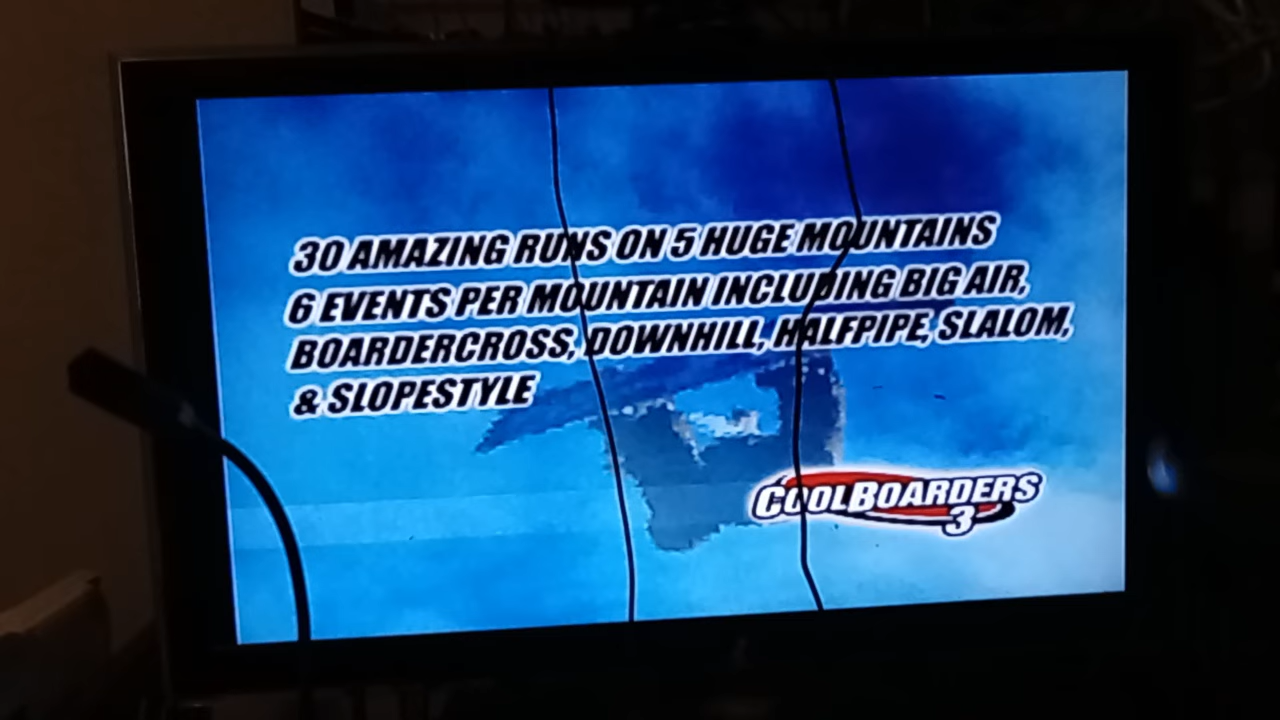 30 AMAZING RUNS ON 5 HUGE MOUNTAINS
6 EVENTS PER MOUNTAIN INCLUDING BIG AIR,
BOARDERCROSS, DOWNHILL, HALFPIPE, SLALOM,
& SLOPESTYLE
COOLBOARDERS
3